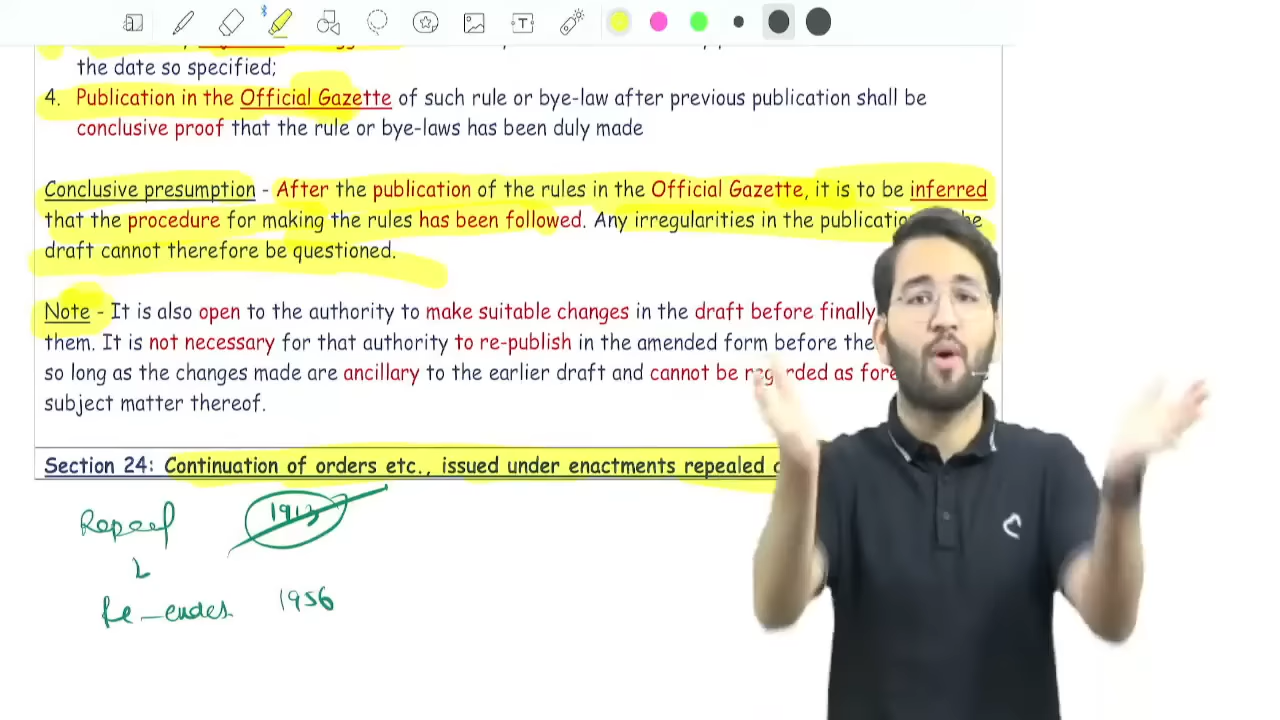 the date so specified;
4. Publication in the Official Gazette of such rule or bye-law after previous publication shall be
conclusive proof that the rule or bye-laws has been duly made
Conclusive presumption - After the publication of the rules in the Official Gazette, it is to be inferred
that the procedure for making the rules has been followed. Any irregularities in the
draft cannot therefore be questioned.
Note - It is also open to the authority to make suitable changes in the draft before finally
them. It is not necessary for that authority to re-publish in the amended form before
so long as the changes made are ancillary to the earlier draft and cannot be regarded as
subject matter thereof.
Section 24: Continuation of orders etc., issued under enactments repealed
Repeal 1913
1956